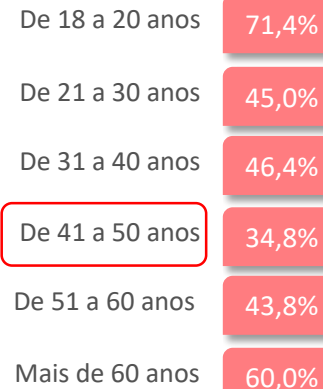 De 18 a 20 anos 71,4%
De 21 a 30 anos 45,0%
De 31 a 40 anos 46,4%
De 41 a 50 anos 34,8%
De 51 a 60 anos 43,8%
Mais de 60 anos 60,0%